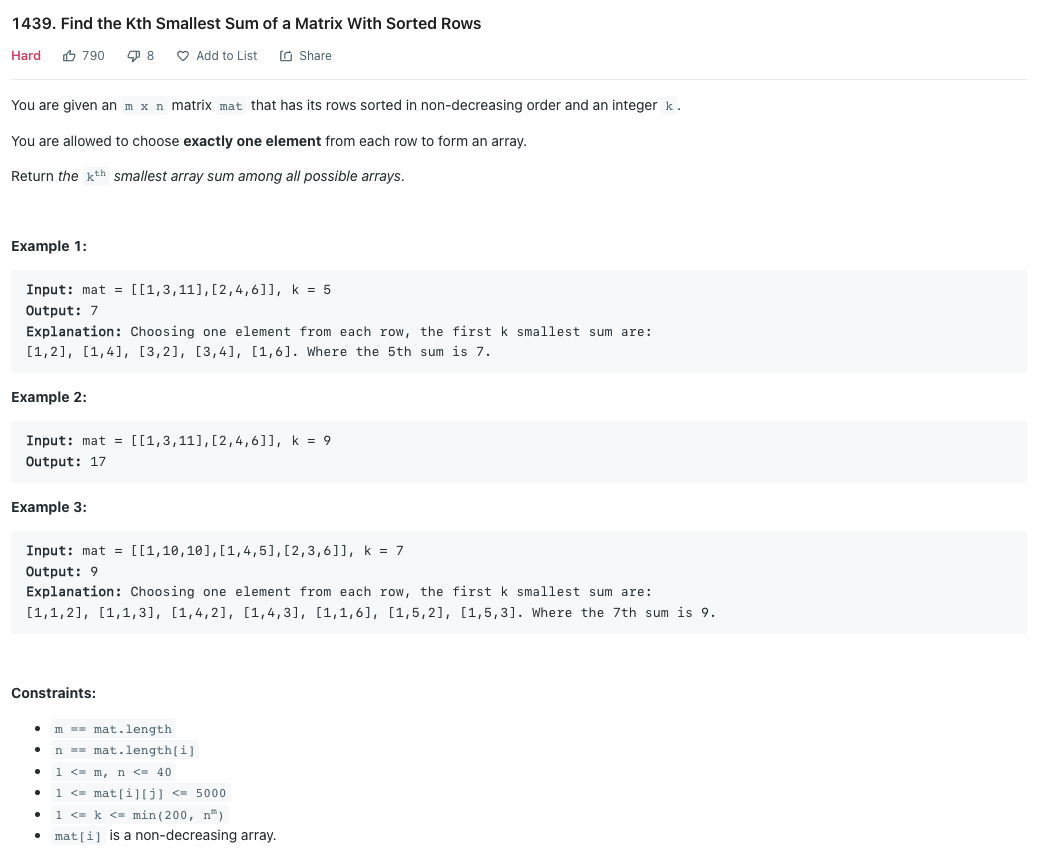 1439. Find the Kth Smallest Sum of a Matrix With Sorted Rows
Hard 790 8 Add to List Share
You are given an m x n matrix mat that has its rows sorted in non-decreasing order and an integer k.
You are allowed to choose exactly one element from each row to form an array.
Return the kth smallest array sum among all possible arrays.
Example 1:
Input: mat = [[1,3,11],[2,4,6]], k = 5
Output: 7
Explanation: Choosing one element from each row, the first k smallest sum are:
[1,2], [1,4], [3,2], [3,4], [1,6]. Where the 5th sum is 7.
Example 2:
Input: mat = [[1,3,11],[2,4,6]], k = 9
Output: 17
Example 3:
Input: mat = [[1,10,10],[1,4,5],[2,3,6]], k = 7
Output: 9
Explanation: Choosing one element from each row, the first k smallest sum are:
[1,1,2], [1,1,3], [1,4,2], [1,4,3], [1,1,6], [1,5,2], [1,5,3]. Where the 7th sum is 9.
Constraints:
• m == mat.length
• n == mat.length[i]
• 1 <= m, n <= 40
• 1 <= mat[i][j] <= 5000
• 1 <= k <= min(200, n^m)
• mat[i] is a non-decreasing array.